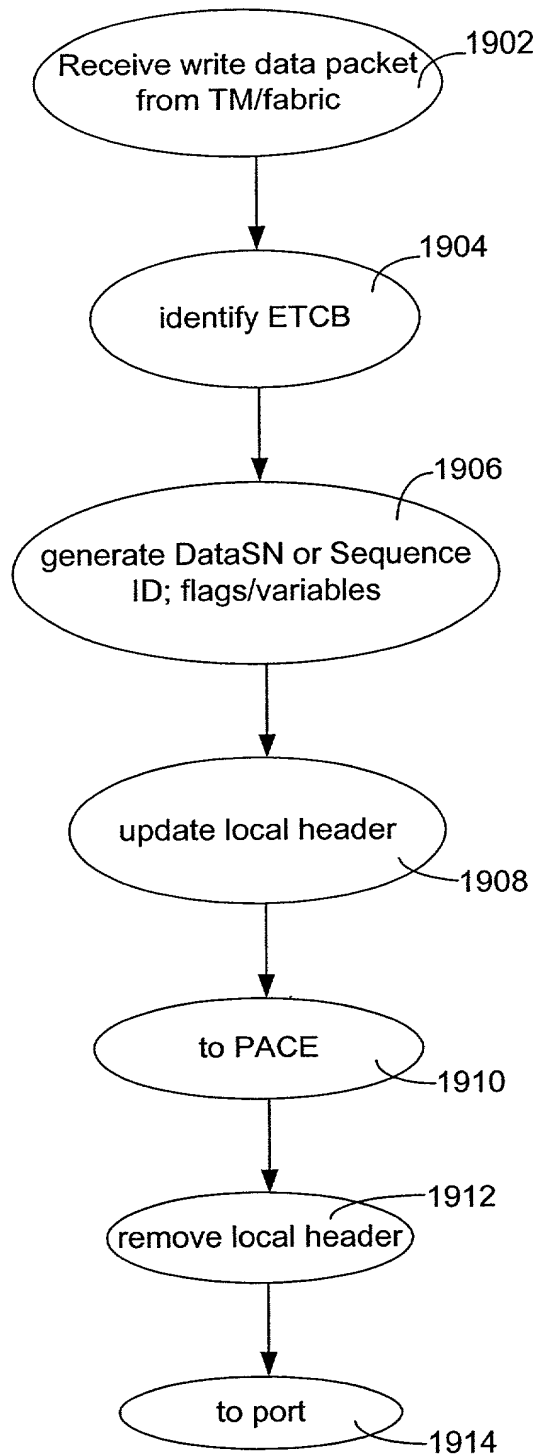 Receive write data packet
from TM/fabric
1902
1904
identify ETCB
1906
generate DataSN or Sequence
ID; flags/variables
update local header
1908
to PACE
1910
1912
remove local header
to port
1914